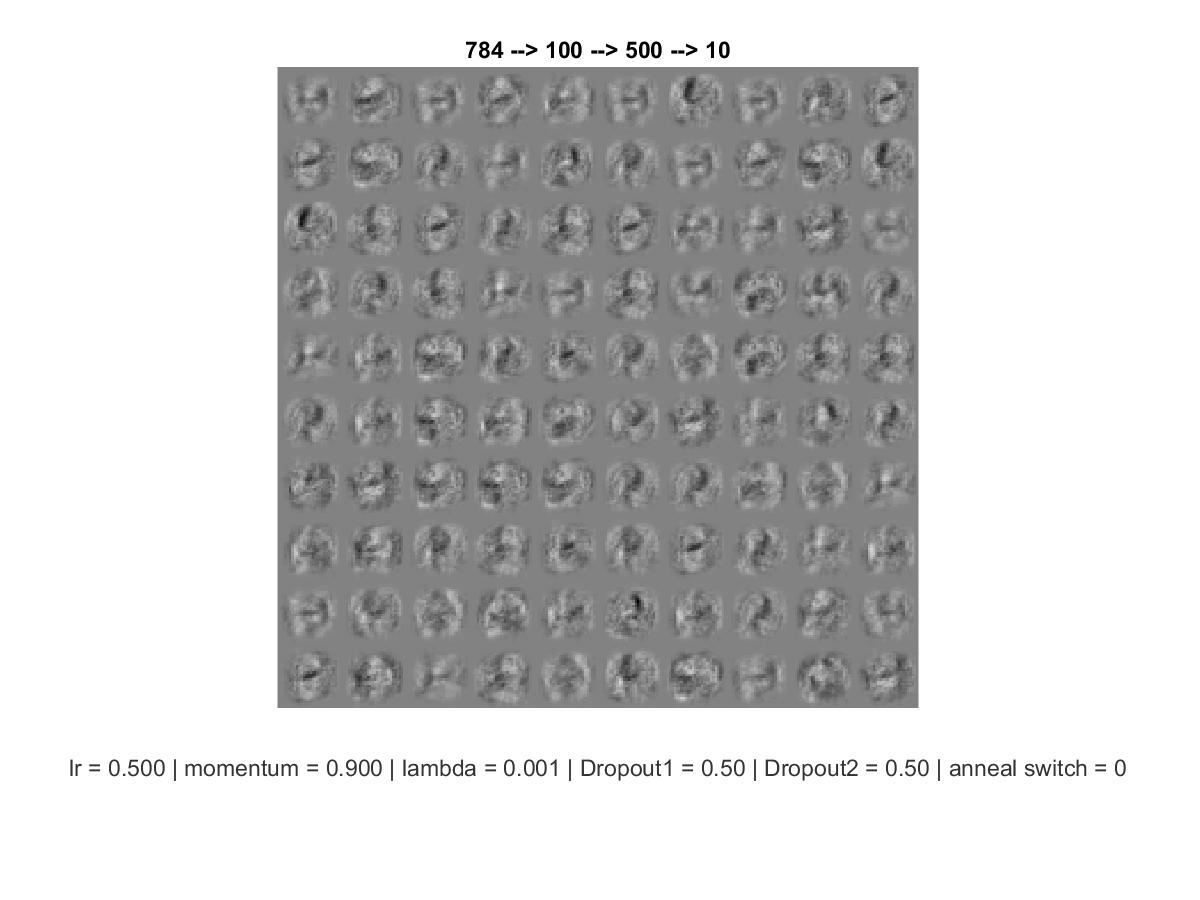 784 --> 100 --> 500 --> 10
lr = 0.500 | momentum = 0.900 | lambda = 0.001 | Dropout1 = 0.50 | Dropout2 = 0.50 | anneal switch = 0